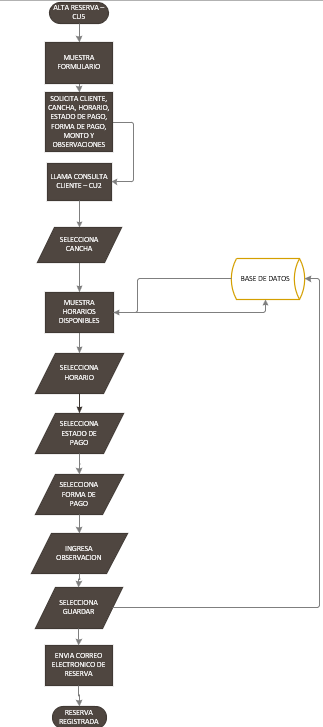 ALTA RESERVA –
CU5
MUESTRA
FORMULARIO
SOLICITA CLIENTE,
CANCHA, HORARIO,
ESTADO DE PAGO,
FORMA DE PAGO,
MONTO Y
OBSERVACIONES
LLAMA CONSULTA
CLIENTE – CU2
SELECCIONA
CANCHA
BASE DE DATOS
MUESTRA
HORARIOS
DISPONIBLES
SELECCIONA
HORARIO
SELECCIONA
ESTADO DE
PAGO
SELECCIONA
FORMA DE
PAGO
INGRESA
OBSERVACION
SELECCIONA
GUARDAR
ENVIA CORREO
ELECTRONICO DE
RESERVA
RESERVA
REGISTRADA